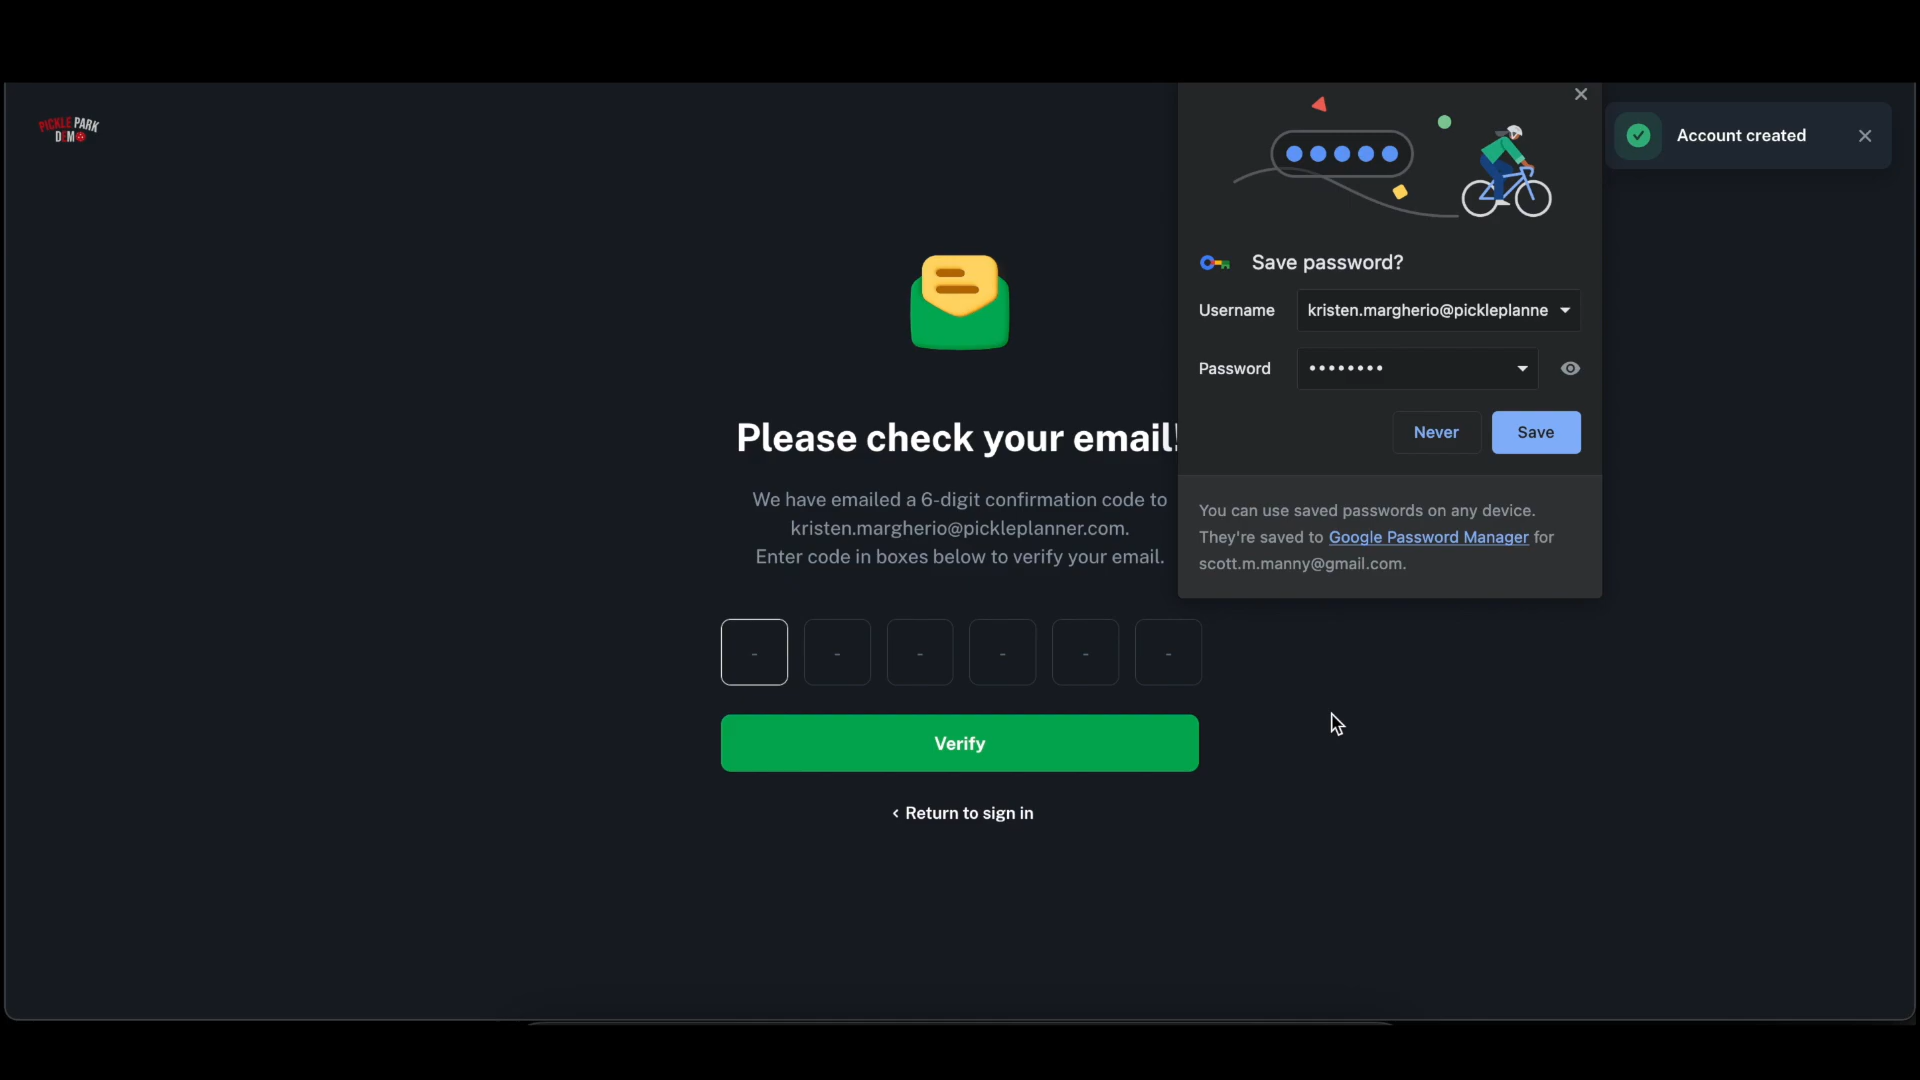 PICKLE PARK
DEMO
Account created
Save password?
Username
kristen.margherio@pickleplanne
Password
••••••••
Never
Save
You can use saved passwords on any device.
They're saved to Google Password Manager for
scott.m.manny@gmail.com.
Please check your email!
We have emailed a 6-digit confirmation code to
kristen.margherio@pickleplanner.com.
Enter code in boxes below to verify your email.
- - - - - -
Verify
‹ Return to sign in